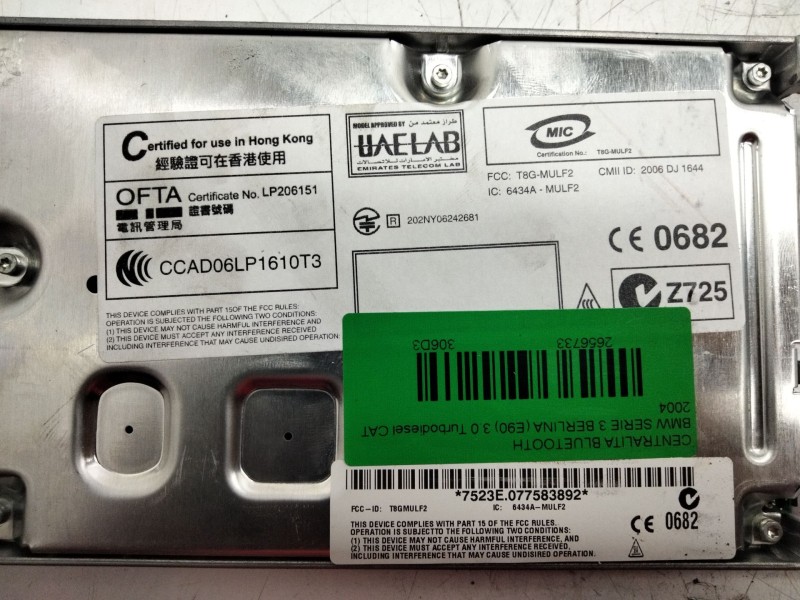 Certified for use in Hong Kong
經驗證可在香港使用
OFTA Certificate No. LP206151
證書號碼
電訊管理局
CCAD06LP1610T3
THIS DEVICE COMPLIES WITH PART 15OF THE FCC RULES:
OPERATION IS SUBJECT TO THE FOLLOWING TWO CONDITIONS:
(1) THIS DEVICE MAY NOT CAUSE HARMFUL INTERFERENCE AND
(2) THIS DEVICE MUST ACCEPT ANY INTERFERENCE RECEIVED
INCLUDING INTERFERENCE THAT MAY CAUSE UNDESIRED OPERATION.
MODEL APPROVED BY طراز معتمد من
UAELAB
مختبر الامارات للاتصالات
EMIRATES TELECOM LAB
R 202NY06242681
MIC
Certification No.: T8G-MULF2
FCC: T8G-MULF2 CMII ID: 2006 DJ 1644
IC: 6434A - MULF2
CE 0682
Z725
CENTRALITA BLUETOOTH
BMW SERIE 3 BERLINA (E90) 3.0 Turbodiesel CAT
2004
2656733
306D3
*7523E.077583892*
FCC-ID: T8GMULF2 IC: 6434A-MULF2
THIS DEVICE COMPLIES WITH PART 15 OF THE FCC RULES.
OPERATION IS SUBJECTED TO THE FOLLOWING TWO CONDITIONS:
(1) THIS DEVICE MAY NOT CAUSE HARMFUL INTERFERENCE, AND
(2) THIS DEVICE MUST ACCEPT ANY INTERFERENCE RECEIVED,
INCLUDING INTERFERENCE THAT MAY CAUSE UNDISIRED OPERATION.
CE 0682